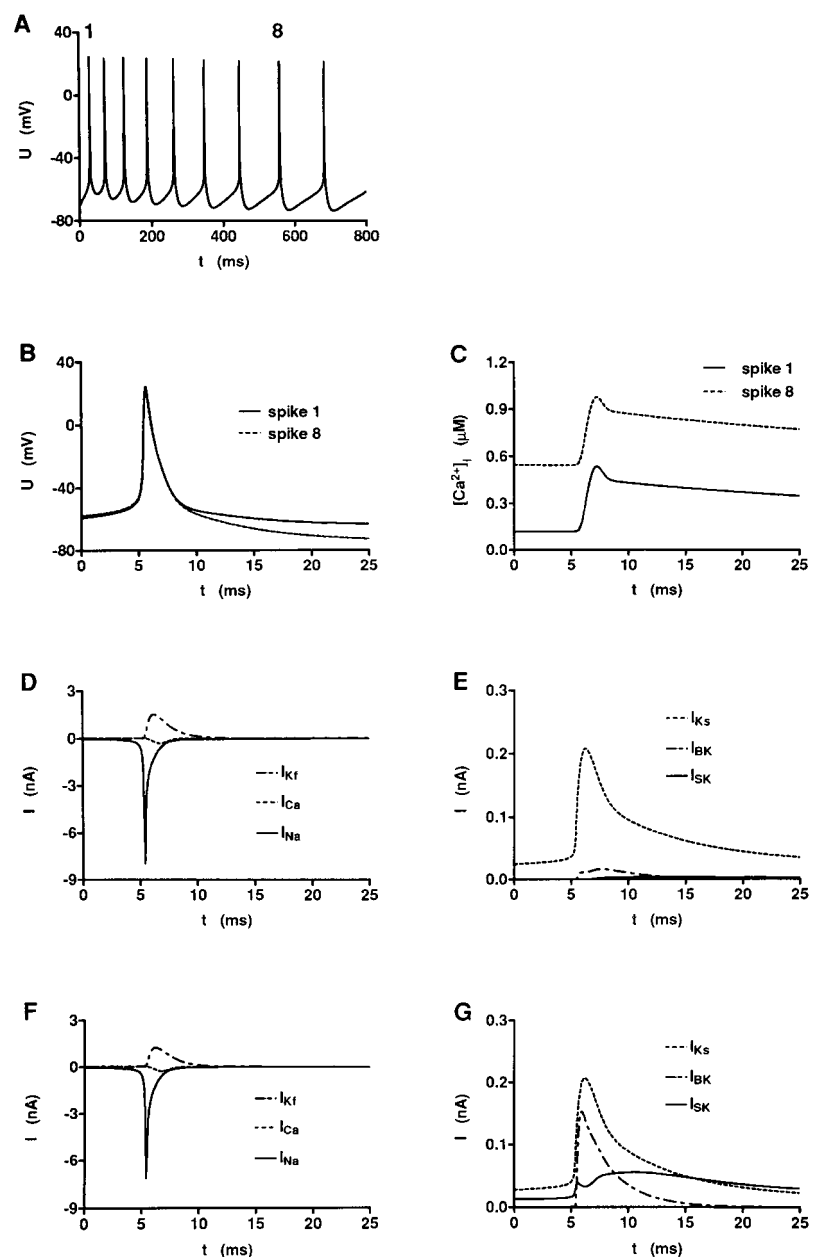 A
1
8
40
0
-40
-80
U (mV)
0
200
400
600
800
t (ms)
B
40
0
-40
-80
U (mV)
spike 1
spike 8
0
5
10
15
20
25
t (ms)
C
1.2
0.9
0.6
0.3
0.0
[Ca2+]i (μM)
spike 1
spike 8
0
5
10
15
20
25
t (ms)
D
3
0
-3
-6
-9
I (nA)
IKf
ICa
INa
0
5
10
15
20
25
t (ms)
E
0.3
0.2
0.1
0.0
I (nA)
IKs
IBK
ISK
0
5
10
15
20
25
t (ms)
F
3
0
-3
-6
-9
I (nA)
IKf
ICa
INa
0
5
10
15
20
25
t (ms)
G
0.3
0.2
0.1
0.0
I (nA)
IKs
IBK
ISK
0
5
10
15
20
25
t (ms)